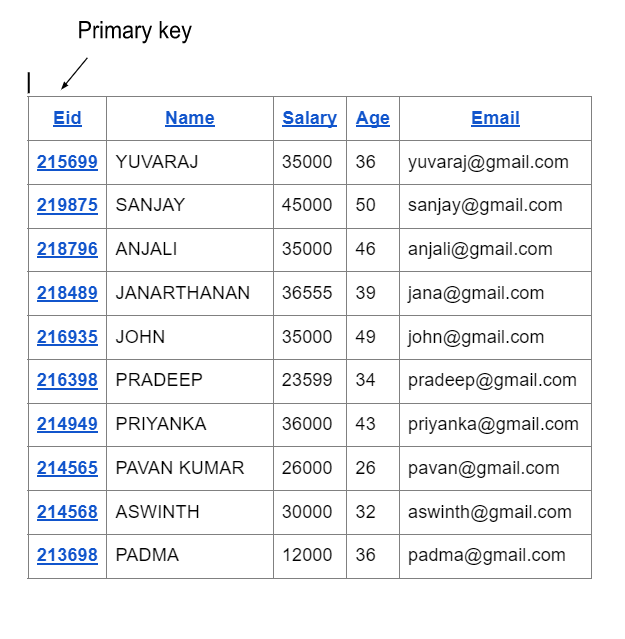 Primary key
Eid Name Salary Age Email
215699 YUVARAJ 35000 36 yuvaraj@gmail.com
219875 SANJAY 45000 50 sanjay@gmail.com
218796 ANJALI 35000 46 anjali@gmail.com
218489 JANARTHANAN 36555 39 jana@gmail.com
216935 JOHN 35000 49 john@gmail.com
216398 PRADEEP 23599 34 pradeep@gmail.com
214949 PRIYANKA 36000 43 priyanka@gmail.com
214565 PAVAN KUMAR 26000 26 pavan@gmail.com
214568 ASWINTH 30000 32 aswinth@gmail.com
213698 PADMA 12000 36 padma@gmail.com